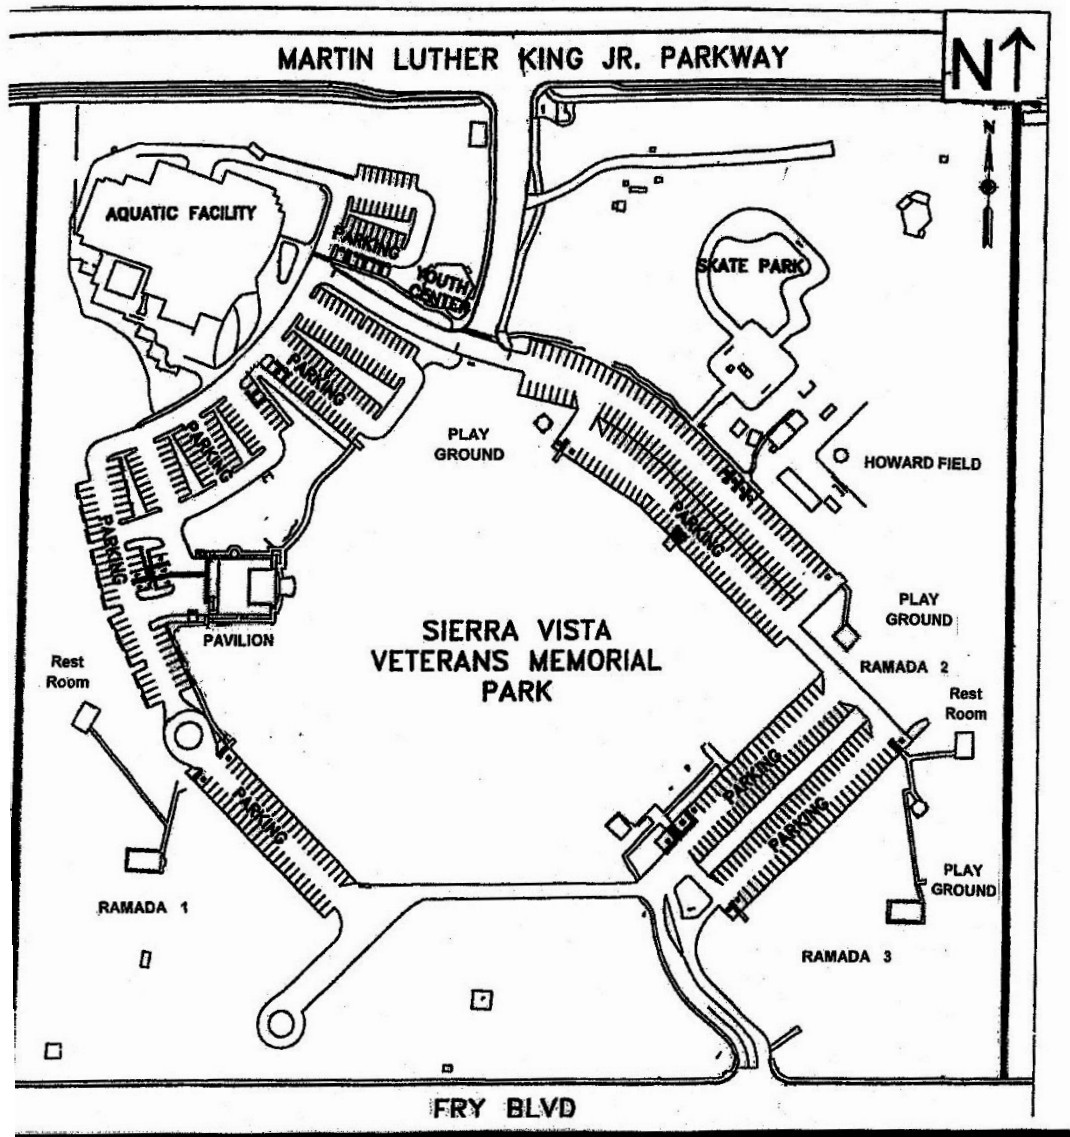 MARTIN LUTHER KING JR. PARKWAY
N
N
AQUATIC FACILITY
PARKING
YOUTH
CENTER
SKATE PARK
PARKING
PLAY
GROUND
HOWARD FIELD
PARKING
PARKING
PARKING
PLAY
GROUND
PAVILION
SIERRA VISTA
VETERANS MEMORIAL
PARK
Rest
Room
RAMADA 2
Rest
Room
PARKING
PARKING
PARKING
PLAY
GROUND
RAMADA 1
RAMADA 3
FRY BLVD